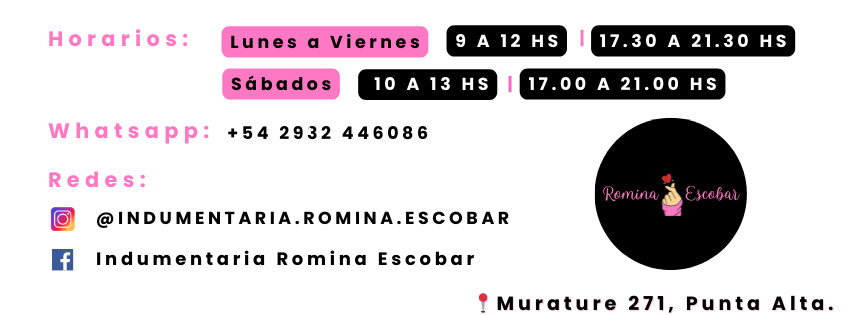 Horarios: Lunes a Viernes 9 A 12 HS | 17.30 A 21.30 HS
Sábados 10 A 13 HS | 17.00 A 21.00 HS
Whatsapp: +54 2932 446086
Redes:
@INDUMENTARIA.ROMINA.ESCOBAR
Indumentaria Romina Escobar
Romina Escobar
Murature 271, Punta Alta.